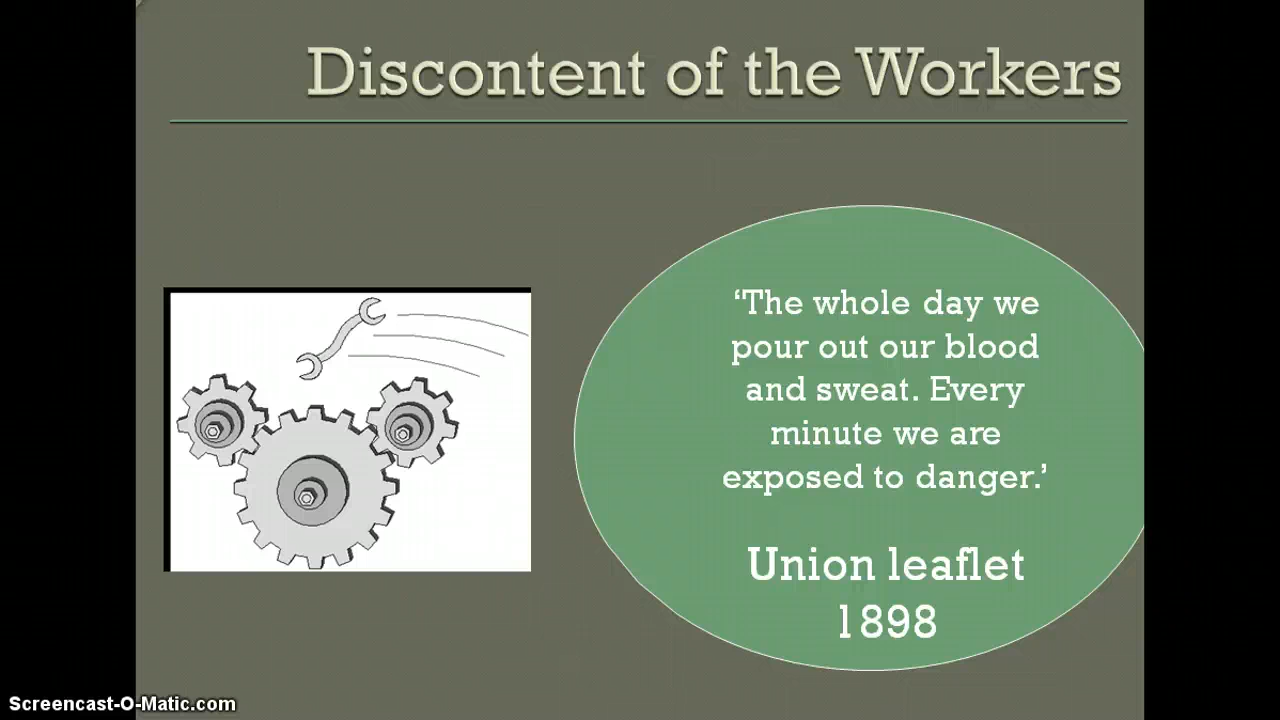 Discontent of the Workers
‘The whole day we
pour out our blood
and sweat. Every
minute we are
exposed to danger.’
Union leaflet
1898
Screencast-O-Matic.com